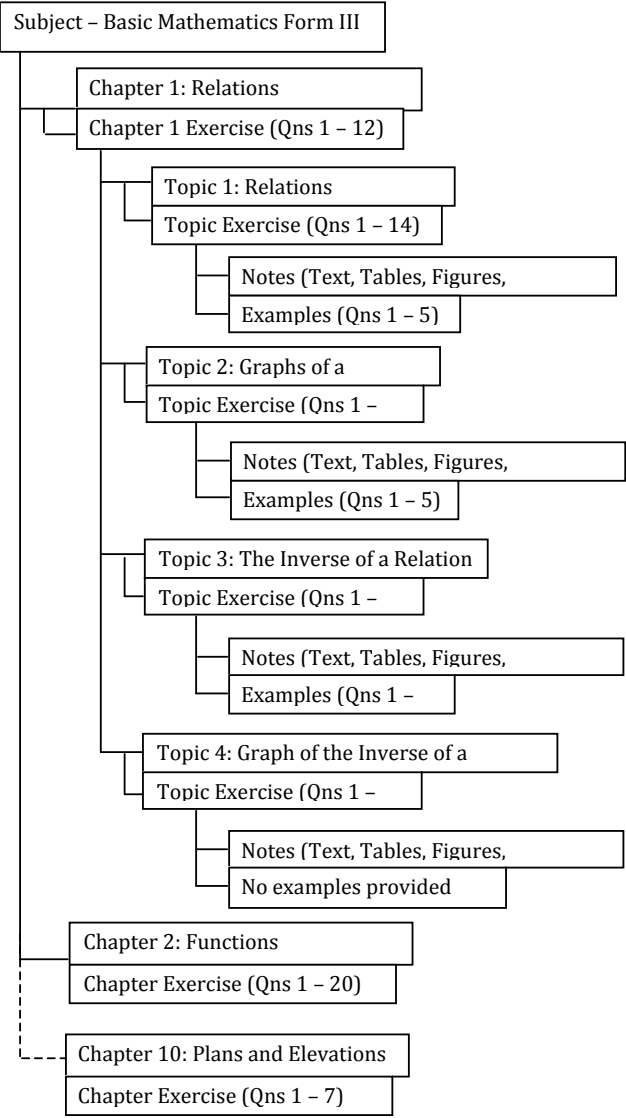 Subject – Basic Mathematics Form III
Chapter 1: Relations
Chapter 1 Exercise (Qns 1 – 12)
Topic 1: Relations
Topic Exercise (Qns 1 – 14)
Notes (Text, Tables, Figures,
Examples (Qns 1 – 5)
Topic 2: Graphs of a
Topic Exercise (Qns 1 –
Notes (Text, Tables, Figures,
Examples (Qns 1 – 5)
Topic 3: The Inverse of a Relation
Topic Exercise (Qns 1 –
Notes (Text, Tables, Figures,
Examples (Qns 1 –
Topic 4: Graph of the Inverse of a
Topic Exercise (Qns 1 –
Notes (Text, Tables, Figures,
No examples provided
Chapter 2: Functions
Chapter Exercise (Qns 1 – 20)
Chapter 10: Plans and Elevations
Chapter Exercise (Qns 1 – 7)